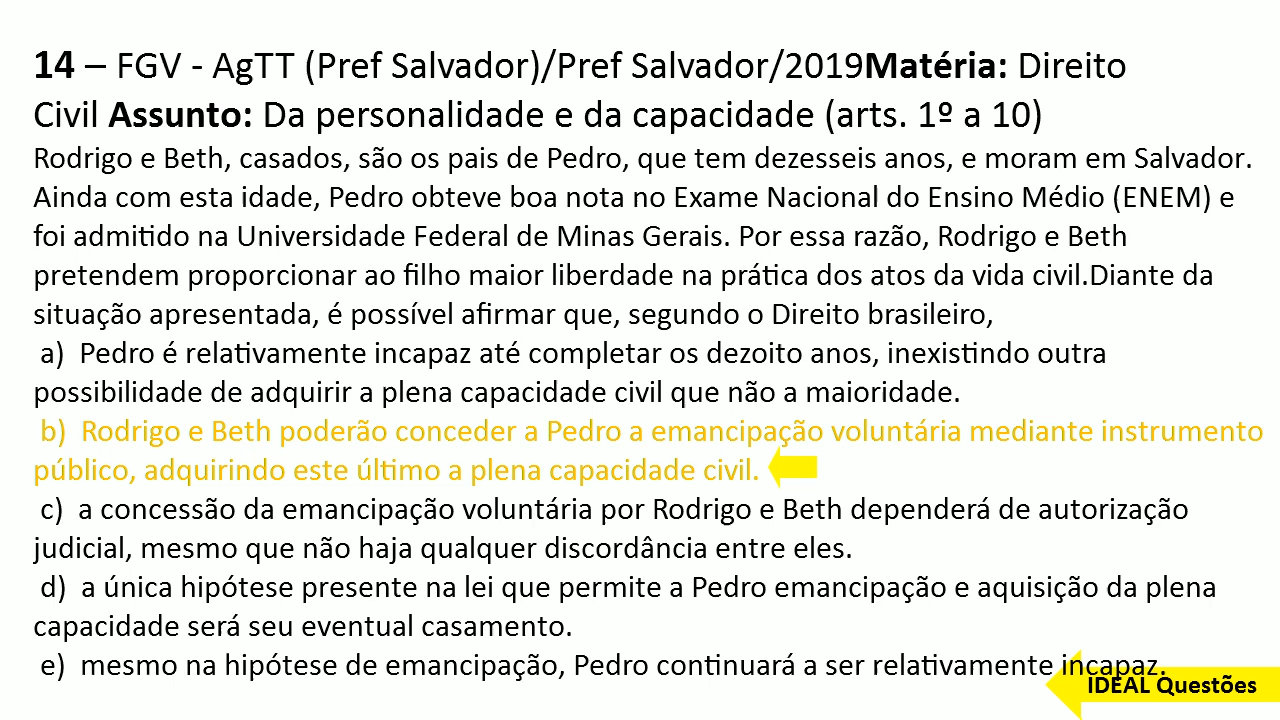 14 – FGV - AgTT (Pref Salvador)/Pref Salvador/2019Matéria: Direito
Civil Assunto: Da personalidade e da capacidade (arts. 1º a 10)
Rodrigo e Beth, casados, são os pais de Pedro, que tem dezesseis anos, e moram em Salvador.
Ainda com esta idade, Pedro obteve boa nota no Exame Nacional do Ensino Médio (ENEM) e
foi admitido na Universidade Federal de Minas Gerais. Por essa razão, Rodrigo e Beth
pretendem proporcionar ao filho maior liberdade na prática dos atos da vida civil.Diante da
situação apresentada, é possível afirmar que, segundo o Direito brasileiro,
a) Pedro é relativamente incapaz até completar os dezoito anos, inexistindo outra
possibilidade de adquirir a plena capacidade civil que não a maioridade.
b) Rodrigo e Beth poderão conceder a Pedro a emancipação voluntária mediante instrumento
público, adquirindo este último a plena capacidade civil.
c) a concessão da emancipação voluntária por Rodrigo e Beth dependerá de autorização
judicial, mesmo que não haja qualquer discordância entre eles.
d) a única hipótese presente na lei que permite a Pedro emancipação e aquisição da plena
capacidade será seu eventual casamento.
e) mesmo na hipótese de emancipação, Pedro continuará a ser relativamente incapaz.
IDEAL Questões